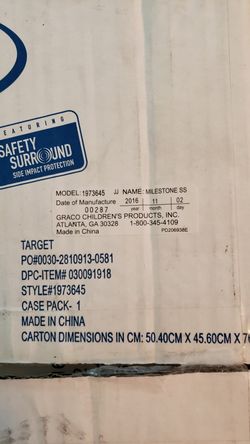 FEATURING
SAFETY
SURROUND
SIDE IMPACT PROTECTION
MODEL: 1973645 JJ NAME: MILESTONE SS
Date of Manufacture 2016 11 02
00287 year month day
GRACO CHILDREN'S PRODUCTS, INC.
ATLANTA, GA 30328 1-800-345-4109
Made in China PD206938E
TARGET
PO#0030-2810913-0581
DPC-ITEM# 030091918
STYLE#1973645
CASE PACK- 1
MADE IN CHINA
CARTON DIMENSIONS IN CM: 50.40CM X 45.60CM X